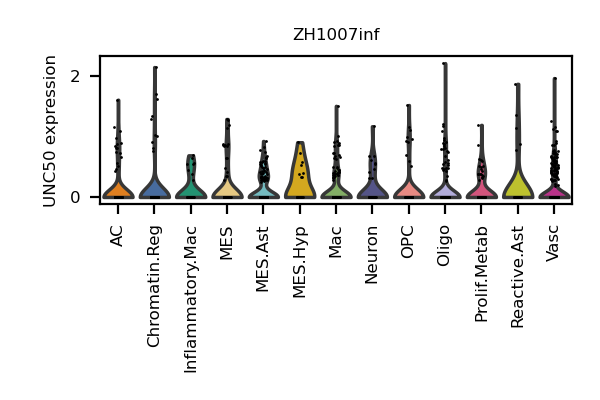 ZH1007inf
UNC50 expression
2
0
AC
Chromatin.Reg
Inflammatory.Mac
MES
MES.Ast
MES.Hyp
Mac
Neuron
OPC
Oligo
Prolif.Metab
Reactive.Ast
Vasc